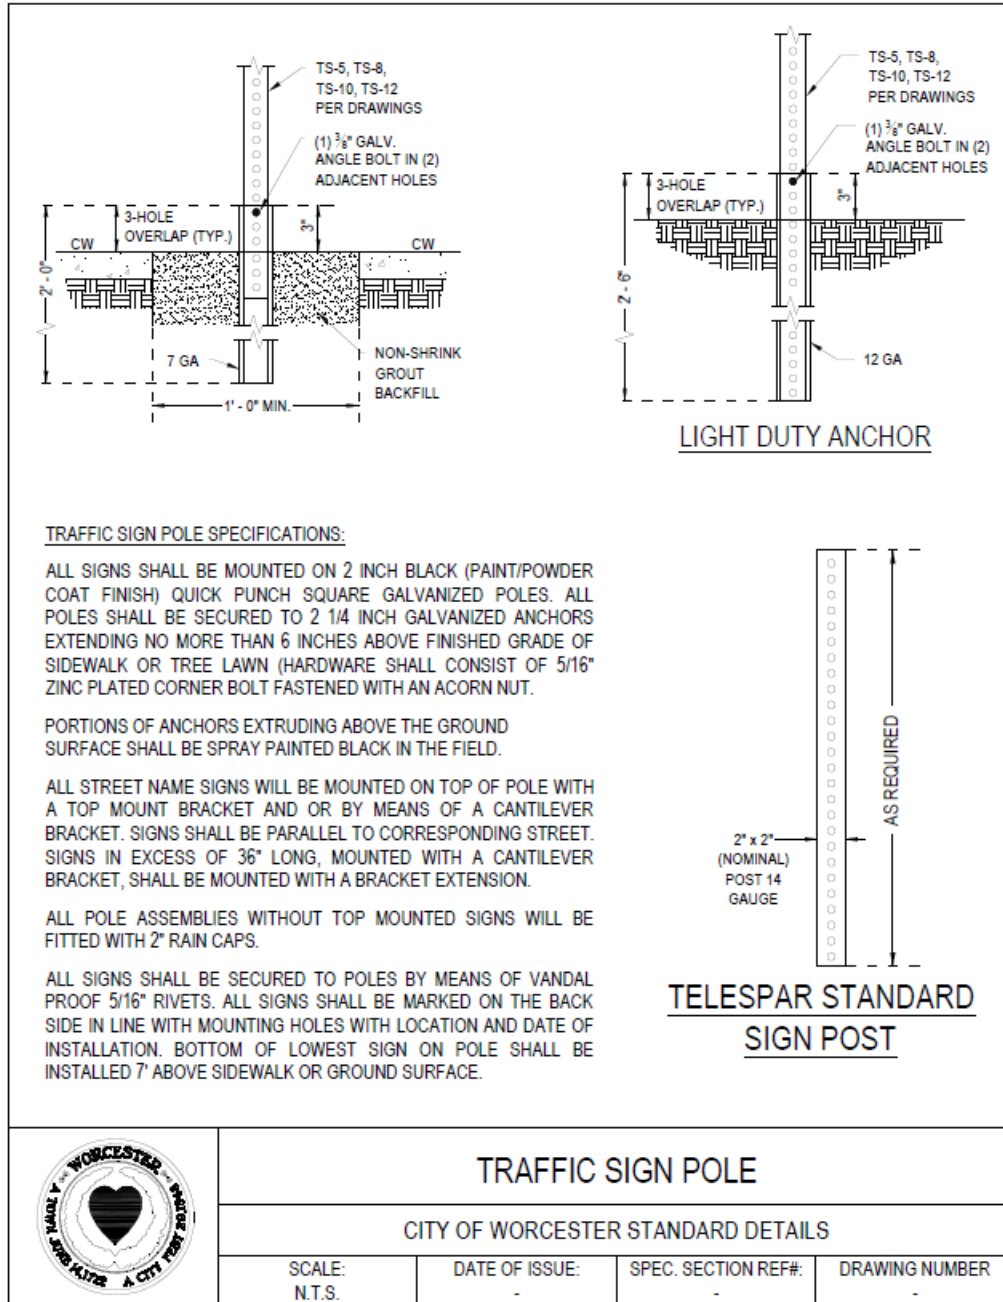 TS-5, TS-8,
TS-10, TS-12
PER DRAWINGS
(1) 3/8" GALV.
ANGLE BOLT IN (2)
ADJACENT HOLES
3-HOLE
OVERLAP (TYP.)
3"
CW
CW
2' - 0"
7 GA
NON-SHRINK
GROUT
BACKFILL
1' - 0" MIN.
TS-5, TS-8,
TS-10, TS-12
PER DRAWINGS
(1) 3/8" GALV.
ANGLE BOLT IN (2)
ADJACENT HOLES
3-HOLE
OVERLAP (TYP.)
3"
2' - 6"
12 GA
LIGHT DUTY ANCHOR
TRAFFIC SIGN POLE SPECIFICATIONS:
ALL SIGNS SHALL BE MOUNTED ON 2 INCH BLACK (PAINT/POWDER
COAT FINISH) QUICK PUNCH SQUARE GALVANIZED POLES. ALL
POLES SHALL BE SECURED TO 2 1/4 INCH GALVANIZED ANCHORS
EXTENDING NO MORE THAN 6 INCHES ABOVE FINISHED GRADE OF
SIDEWALK OR TREE LAWN (HARDWARE SHALL CONSIST OF 5/16"
ZINC PLATED CORNER BOLT FASTENED WITH AN ACORN NUT.
PORTIONS OF ANCHORS EXTRUDING ABOVE THE GROUND
SURFACE SHALL BE SPRAY PAINTED BLACK IN THE FIELD.
ALL STREET NAME SIGNS WILL BE MOUNTED ON TOP OF POLE WITH
A TOP MOUNT BRACKET AND OR BY MEANS OF A CANTILEVER
BRACKET. SIGNS SHALL BE PARALLEL TO CORRESPONDING STREET.
SIGNS IN EXCESS OF 36" LONG, MOUNTED WITH A CANTILEVER
BRACKET, SHALL BE MOUNTED WITH A BRACKET EXTENSION.
ALL POLE ASSEMBLIES WITHOUT TOP MOUNTED SIGNS WILL BE
FITTED WITH 2" RAIN CAPS.
ALL SIGNS SHALL BE SECURED TO POLES BY MEANS OF VANDAL
PROOF 5/16" RIVETS. ALL SIGNS SHALL BE MARKED ON THE BACK
SIDE IN LINE WITH MOUNTING HOLES WITH LOCATION AND DATE OF
INSTALLATION. BOTTOM OF LOWEST SIGN ON POLE SHALL BE
INSTALLED 7' ABOVE SIDEWALK OR GROUND SURFACE.
AS REQUIRED
2" x 2"
(NOMINAL)
POST 14
GAUGE
TELESPAR STANDARD
SIGN POST
WORCESTER
A TOWN JUNE 14,1722
A CITY
TRAFFIC SIGN POLE
CITY OF WORCESTER STANDARD DETAILS
SCALE:
N.T.S.
DATE OF ISSUE:
-
SPEC. SECTION REF#:
-
DRAWING NUMBER
-